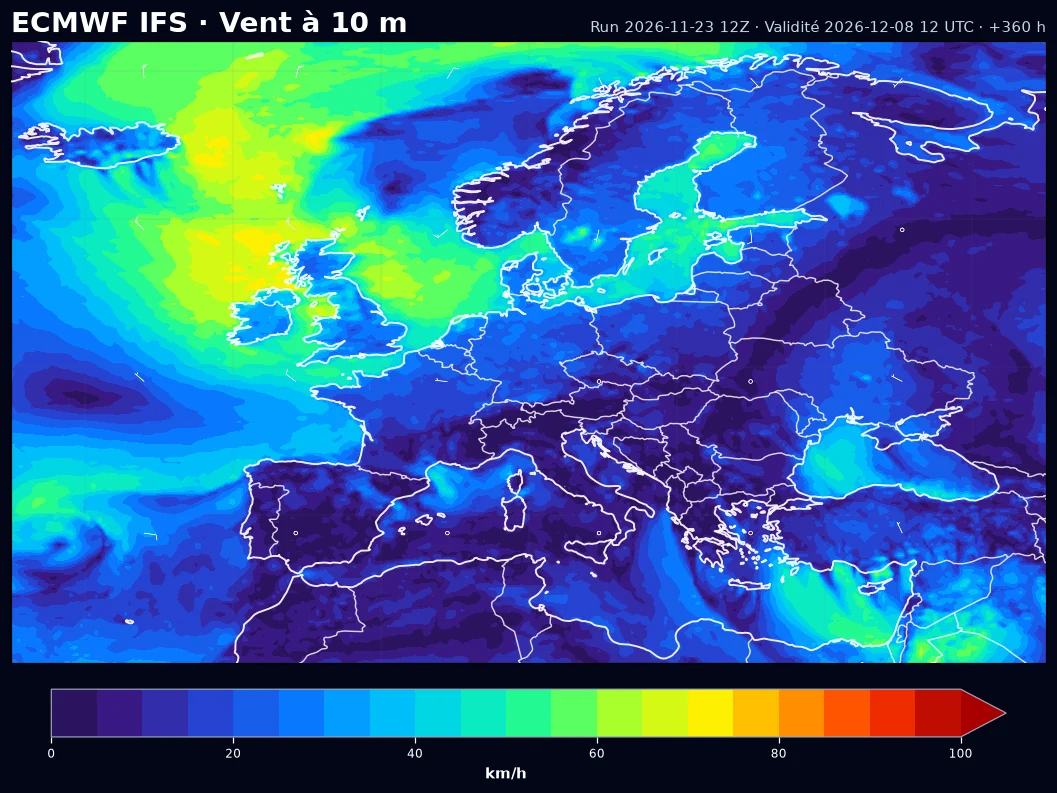 ECMWF IFS · Vent à 10 m
Run 2026-11-23 12Z · Validité 2026-12-08 12 UTC · +360 h
0 20 40 60 80 100
km/h